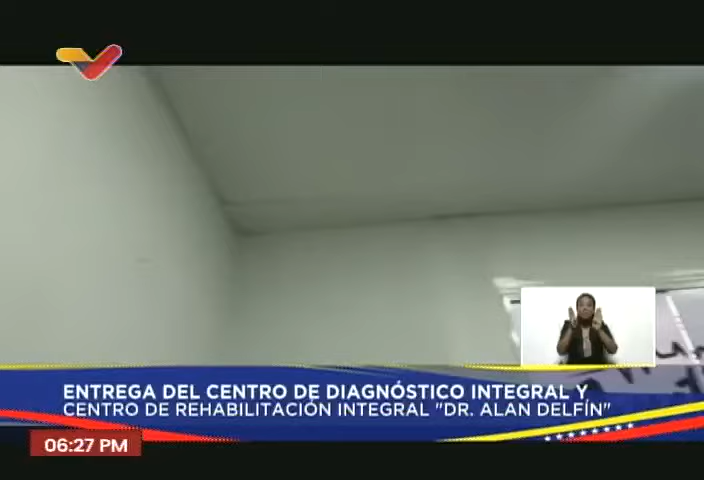 ENTREGA DEL CENTRO DE DIAGNÓSTICO INTEGRAL Y
CENTRO DE REHABILITACIÓN INTEGRAL "DR. ALAN DELFÍN"
06:27 PM